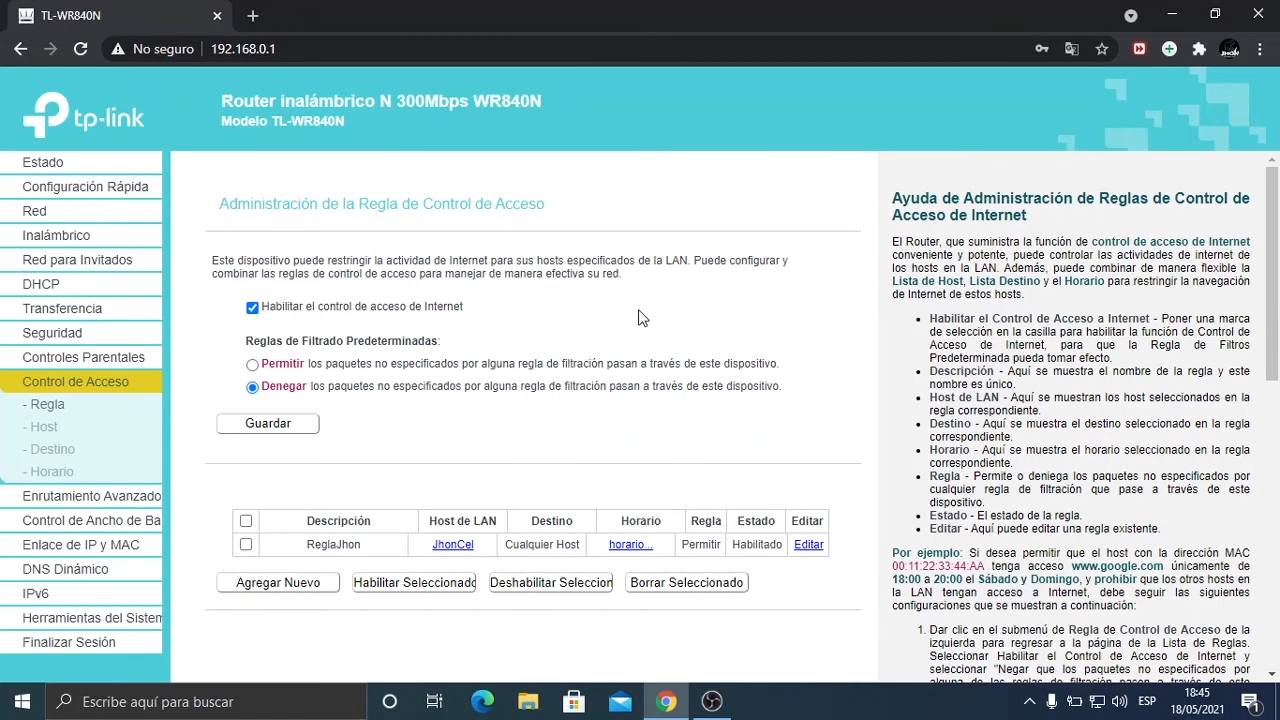 TL-WR840N
No seguro
192.168.0.1
tp-link
Router inalámbrico N 300Mbps WR840N
Modelo TL-WR840N
Estado
Configuración Rápida
Red
Inalámbrico
Red para Invitados
DHCP
Transferencia
Seguridad
Controles Parentales
Control de Acceso
- Regla
- Host
- Destino
- Horario
Enrutamiento Avanzado
Control de Ancho de Ba
Enlace de IP y MAC
DNS Dinámico
IPv6
Herramientas del Sistem
Finalizar Sesión
Administración de la Regla de Control de Acceso
Este dispositivo puede restringir la actividad de Internet para sus hosts especificados de la LAN. Puede configurar y
combinar las reglas de control de acceso para manejar de manera efectiva su red.
Habilitar el control de acceso de Internet
Reglas de Filtrado Predeterminadas:
Permitir los paquetes no especificados por alguna regla de filtración pasan a través de este dispositivo.
Denegar los paquetes no especificados por alguna regla de filtración pasan a través de este dispositivo.
Guardar
Descripción Host de LAN Destino Horario Regla Estado Editar
ReglaJhon JhonCel Cualquier Host horario... Permitir Habilitado Editar
Agregar Nuevo Habilitar Seleccionado Deshabilitar Seleccion Borrar Seleccionado
Ayuda de Administración de Reglas de Control de
Acceso de Internet
El Router, que suministra la función de control de acceso de Internet
conveniente y potente, puede controlar las actividades de internet de
los hosts en la LAN. Además, puede combinar de manera flexible la
Lista de Host, Lista Destino y el Horario para restringir la navegación
de Internet de estos hosts.
• Habilitar el Control de Acceso a Internet - Poner una marca
de selección en la casilla para habilitar la función de Control de
Acceso de Internet, para que la Regla de Filtros
Predeterminada pueda tomar efecto.
• Descripción - Aquí se muestra el nombre de la regla y este
nombre es único.
• Host de LAN - Aquí se muestran los host seleccionados en la
regla correspondiente.
• Destino - Aquí se muestra el destino seleccionado en la regla
correspondiente.
• Horario - Aquí se muestra el horario seleccionado en la regla
correspondiente.
• Regla - Permite o deniega los paquetes no especificados por
cualquier regla de filtración que pase a través de este
dispositivo.
• Estado - El estado de la regla.
• Editar - Aquí puede editar una regla existente.
Por ejemplo: Si desea permitir que el host con la dirección MAC
00:11:22:33:44:AA tenga acceso www.google.com únicamente de
18:00 a 20:00 el Sábado y Domingo, y prohibir que los otros hosts en
la LAN tengan acceso a Internet, debe seguir las siguientes
configuraciones que se muestran a continuación:
1. Dar clic en el submenú de Regla de Control de Acceso de la
izquierda para regresar a la página de la Lista de Reglas.
Seleccionar Habilitar el Control de Acceso de Internet y
seleccionar "Negar que los paquetes no especificados por
alguna de las reglas de filtración pasen a través de este
Escribe aquí para buscar
ESP
18:45
18/05/2021
1